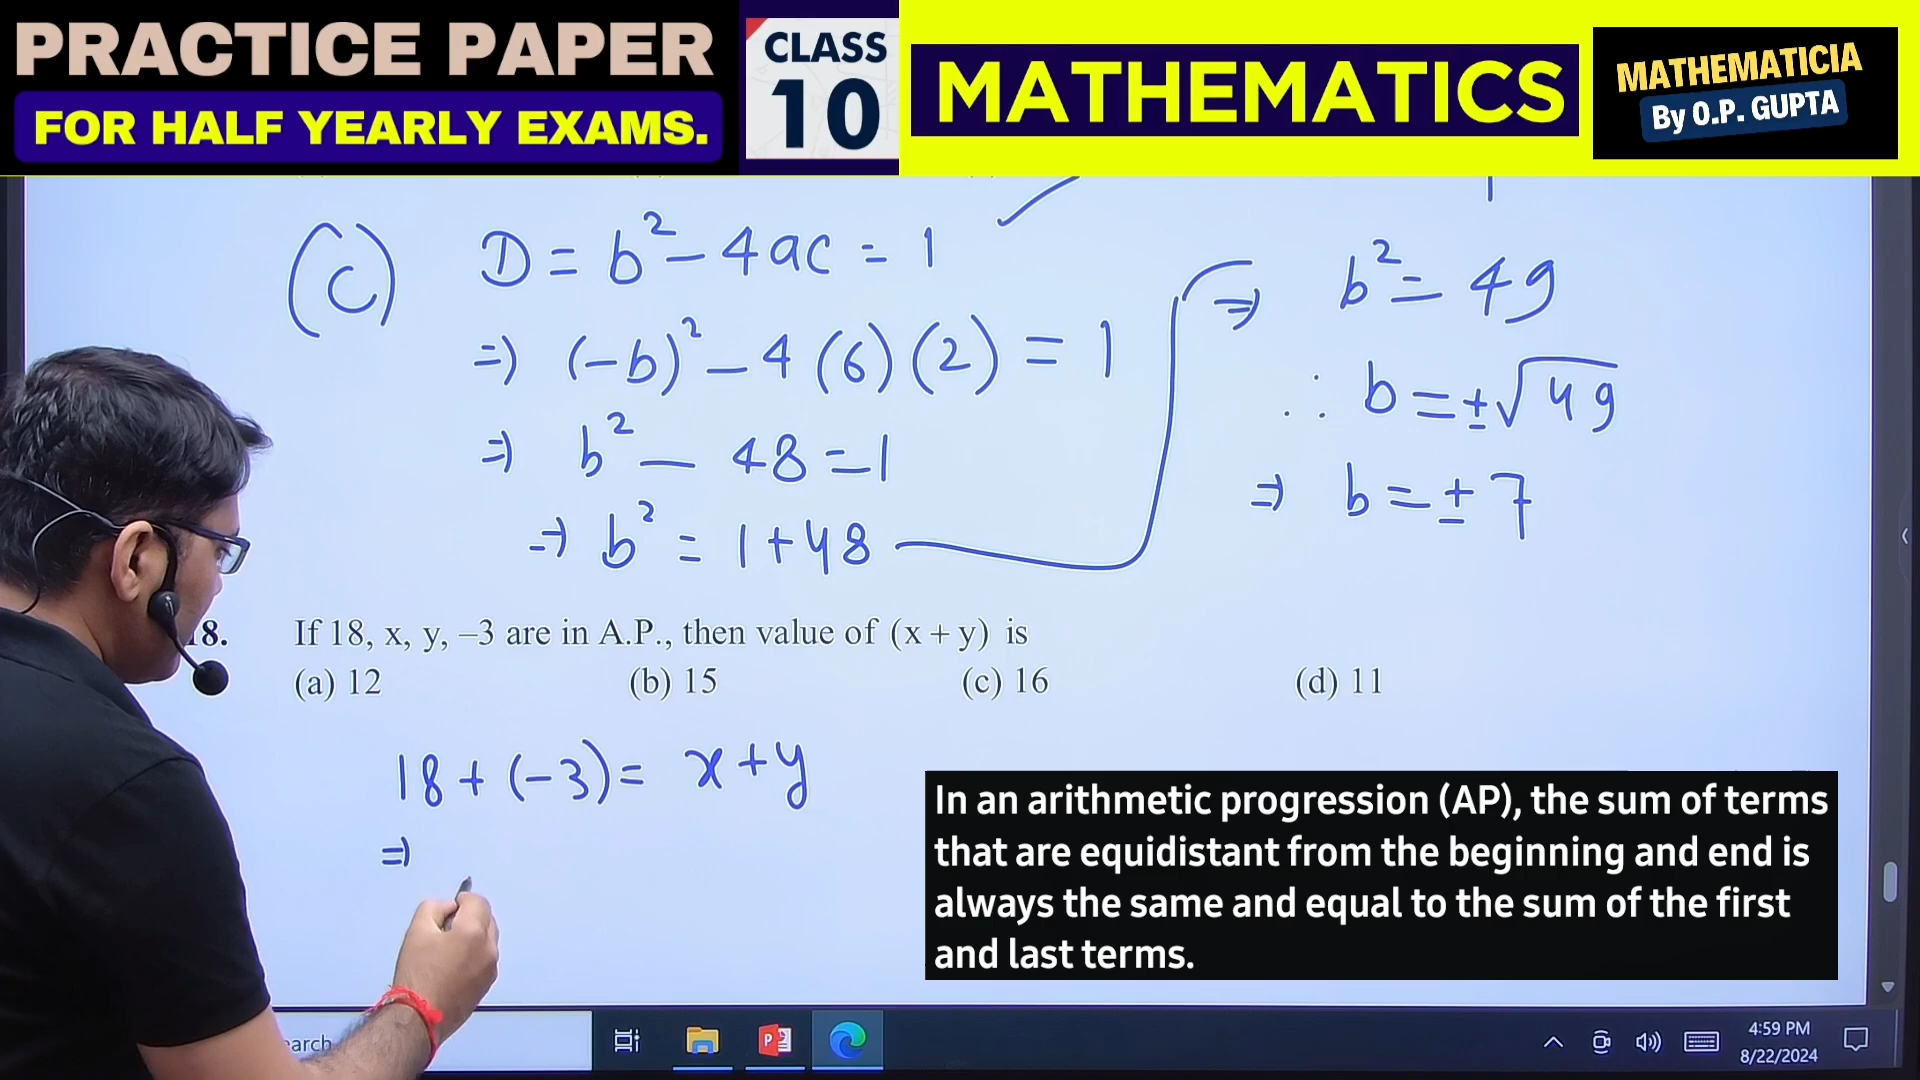 PRACTICE PAPER
FOR HALF YEARLY EXAMS.
CLASS
10
MATHEMATICS
MATHEMATICIA
By O.P. GUPTA
(C) D = b² - 4ac = 1
⇒ (-b)² - 4(6)(2) = 1
⇒ b² - 48 = 1
⇒ b² = 1+48
⇒ b² = 49
∴ b = ±√49
⇒ b = ± 7
8. If 18, x, y, –3 are in A.P., then value of (x + y) is
(a) 12 (b) 15 (c) 16 (d) 11
18 + (-3) = x+y
⇒
In an arithmetic progression (AP), the sum of terms
that are equidistant from the beginning and end is
always the same and equal to the sum of the first
and last terms.
arch
4:59 PM
8/22/2024